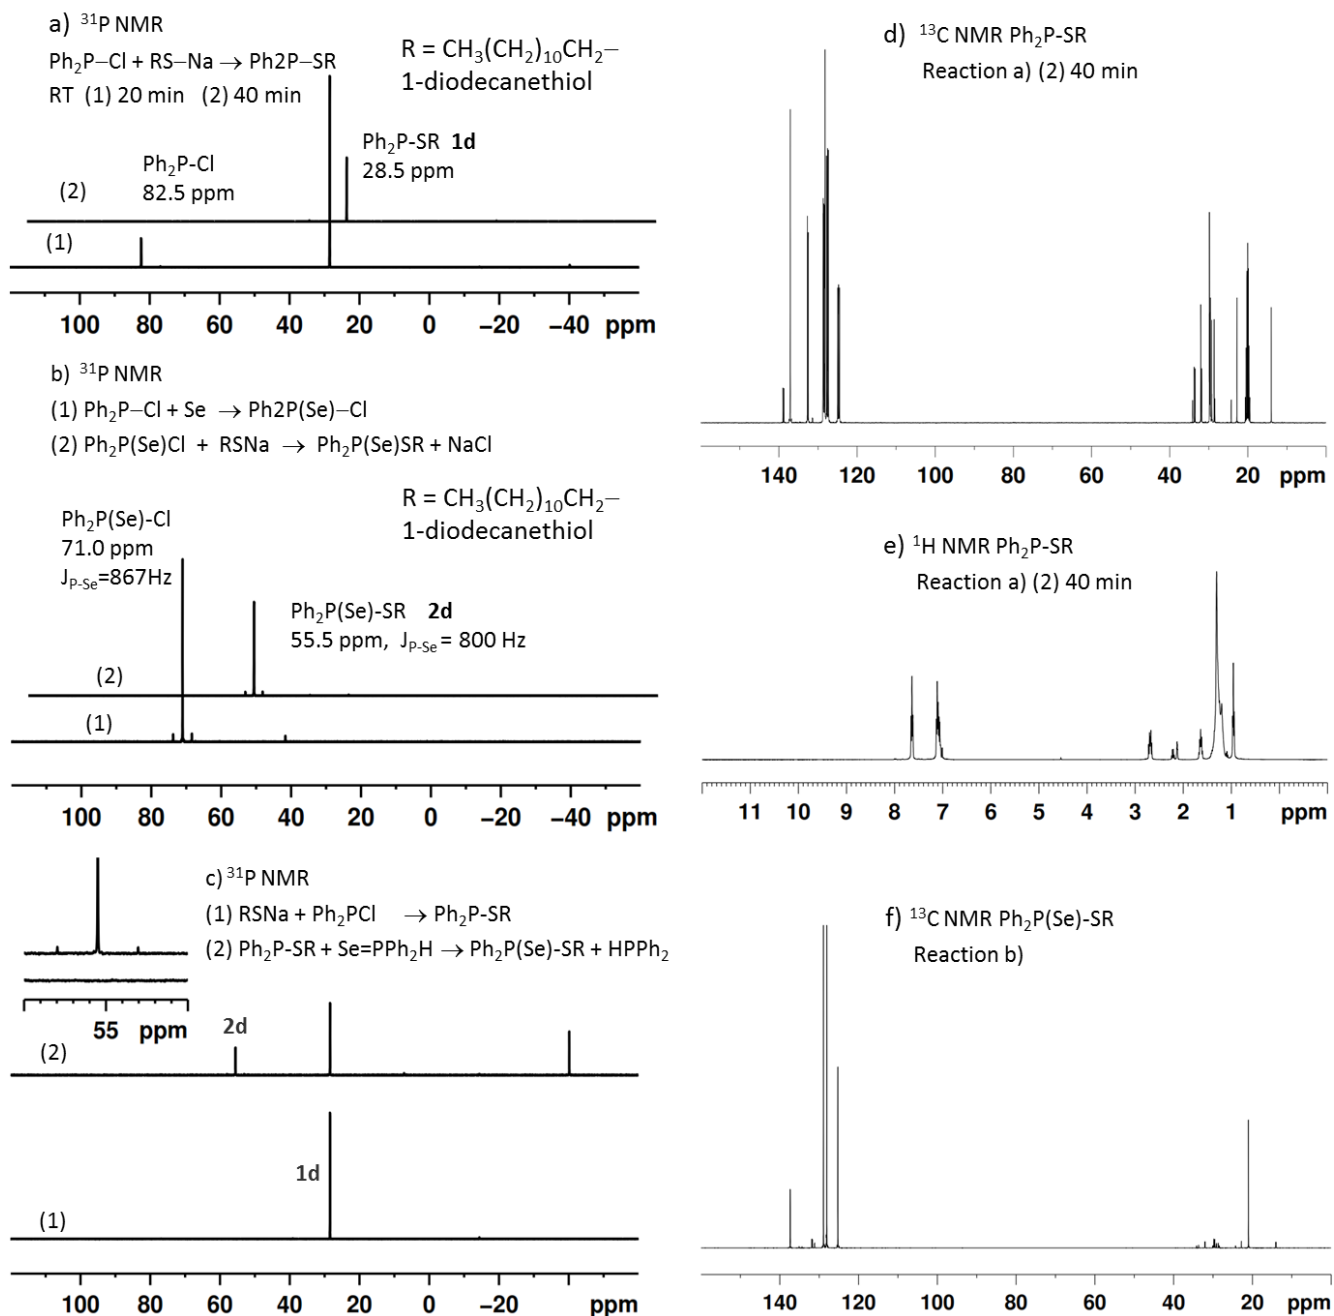 a) ³¹P NMR
Ph₂P−Cl + RS−Na → Ph2P−SR
RT (1) 20 min (2) 40 min
R = CH₃(CH₂)₁₀CH₂−
1-diodecanethiol
Ph₂P-Cl
82.5 ppm
Ph₂P-SR 1d
28.5 ppm
(2)
(1)
100 80 60 40 20 0 −20 −40 ppm
b) ³¹P NMR
(1) Ph₂P−Cl + Se → Ph2P(Se)−Cl
(2) Ph₂P(Se)Cl + RSNa → Ph₂P(Se)SR + NaCl
R = CH₃(CH₂)₁₀CH₂−
1-diodecanethiol
Ph₂P(Se)-Cl
71.0 ppm
J_P-Se=867Hz
Ph₂P(Se)-SR 2d
55.5 ppm, J_P-Se = 800 Hz
(2)
(1)
100 80 60 40 20 0 −20 −40 ppm
c) ³¹P NMR
(1) RSNa + Ph₂PCl → Ph₂P-SR
(2) Ph₂P-SR + Se=PPh₂H → Ph₂P(Se)-SR + HPPh₂
55 ppm
2d
(2)
1d
(1)
100 80 60 40 20 0 −20 ppm
d) ¹³C NMR Ph₂P-SR
Reaction a) (2) 40 min
140 120 100 80 60 40 20 ppm
e) ¹H NMR Ph₂P-SR
Reaction a) (2) 40 min
11 10 9 8 7 6 5 4 3 2 1 ppm
f) ¹³C NMR Ph₂P(Se)-SR
Reaction b)
140 120 100 80 60 40 20 ppm